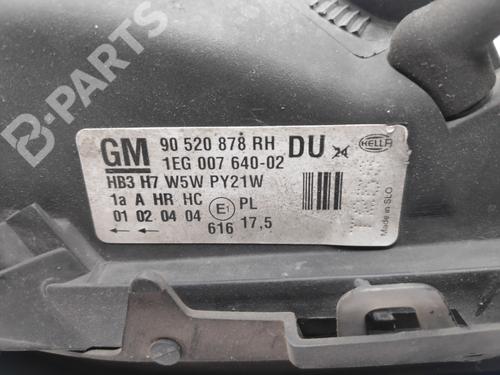 B-PARTS
GM 90 520 878 RH DU 24 HELLA
1EG 007 640-02
HB3 H7 W5W PY21W
1a A HR HC E1 PL
01 02 04 04 616 17,5
Made in SLO